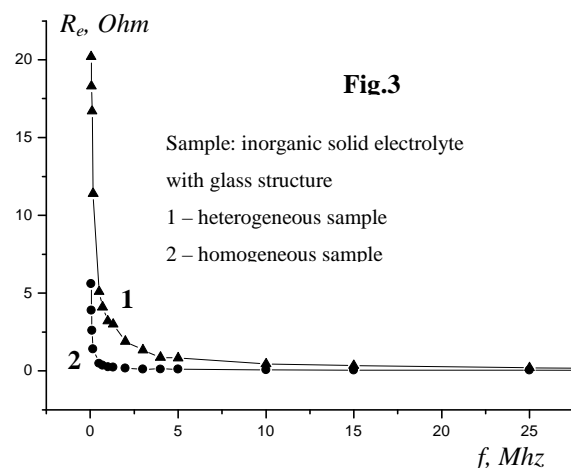 R_e, Ohm
20
15
10
5
0
Fig.3
Sample: inorganic solid electrolyte
with glass structure
1 – heterogeneous sample
2 – homogeneous sample
1
2
0 5 10 15 20 25
f, Mhz